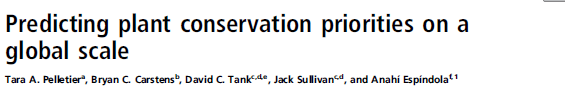 Predicting plant conservation priorities on a
global scale
Tara A. Pelletierᵃ, Bryan C. Carstensᵇ, David C. Tankᶜ,ᵈ,ᵉ, Jack Sullivanᶜ,ᵈ, and Anahí Espíndolaᶠ,¹